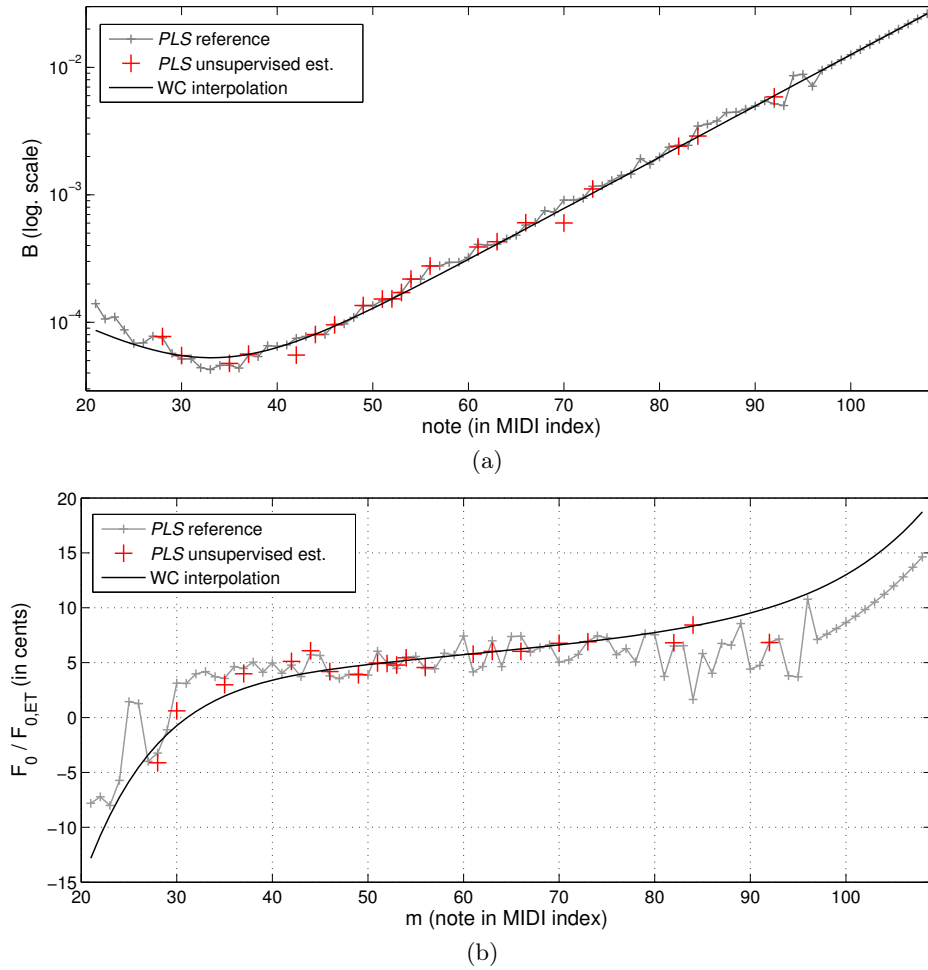 PLS reference
PLS unsupervised est.
WC interpolation
10⁻²
10⁻³
10⁻⁴
B (log. scale)
20 30 40 50 60 70 80 90 100
note (in MIDI index)
(a)
PLS reference
PLS unsupervised est.
WC interpolation
20
15
10
5
0
−5
−10
−15
F₀ / F₀,ET (in cents)
20 30 40 50 60 70 80 90 100
m (note in MIDI index)
(b)